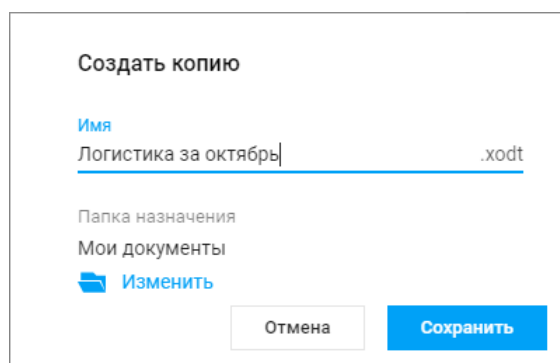 Создать копию
Имя
Логистика за октябрь .xodt
Папка назначения
Мои документы
Изменить
Отмена Сохранить